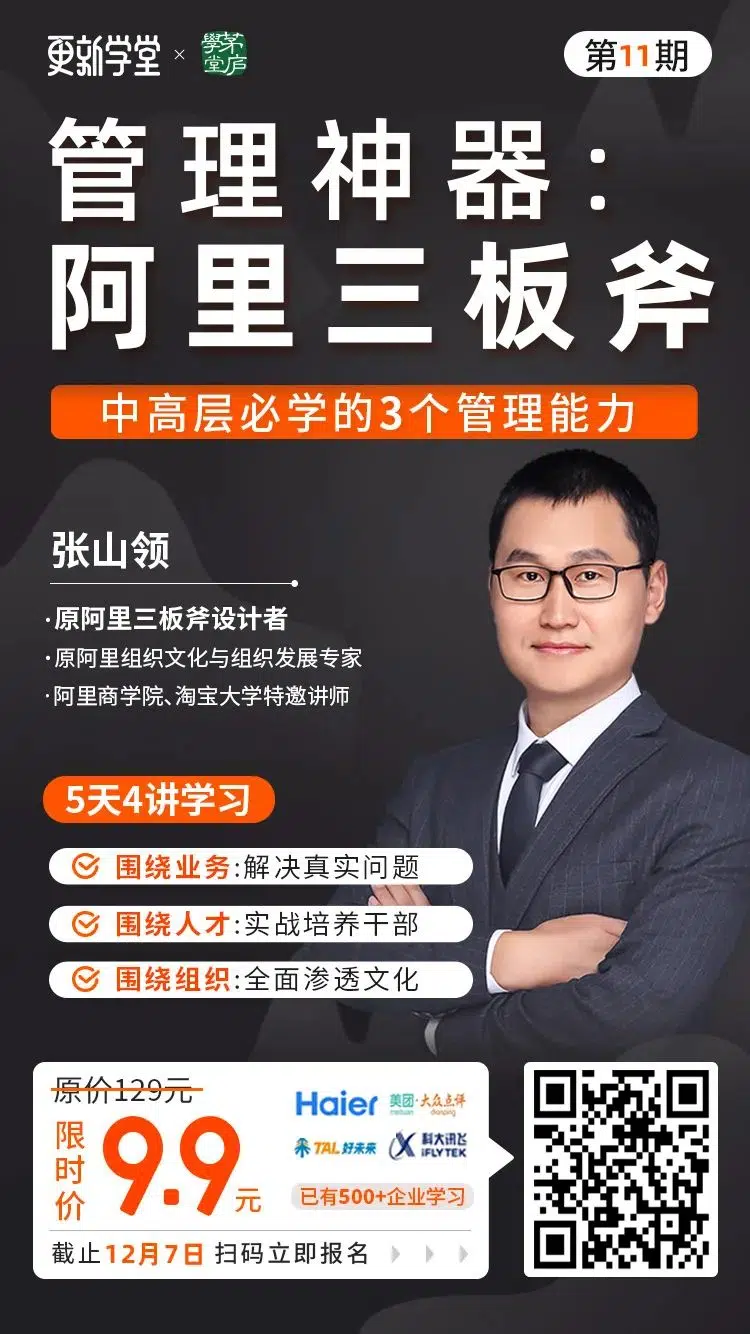 更新学堂 × 茅庐學堂
第11期
管理神器：
阿里三板斧
中高层必学的3个管理能力
张山领
·原阿里三板斧设计者
·原阿里组织文化与组织发展专家
·阿里商学院、淘宝大学特邀讲师
5天4讲学习
围绕业务:解决真实问题
围绕人才:实战培养干部
围绕组织:全面渗透文化
原价129元
限时价
9.9元
Haier 美团·大众点评
meituan dianping
TAL 好未来 科大讯飞
iFLYTEK
已有500+企业学习
截止12月7日 扫码立即报名